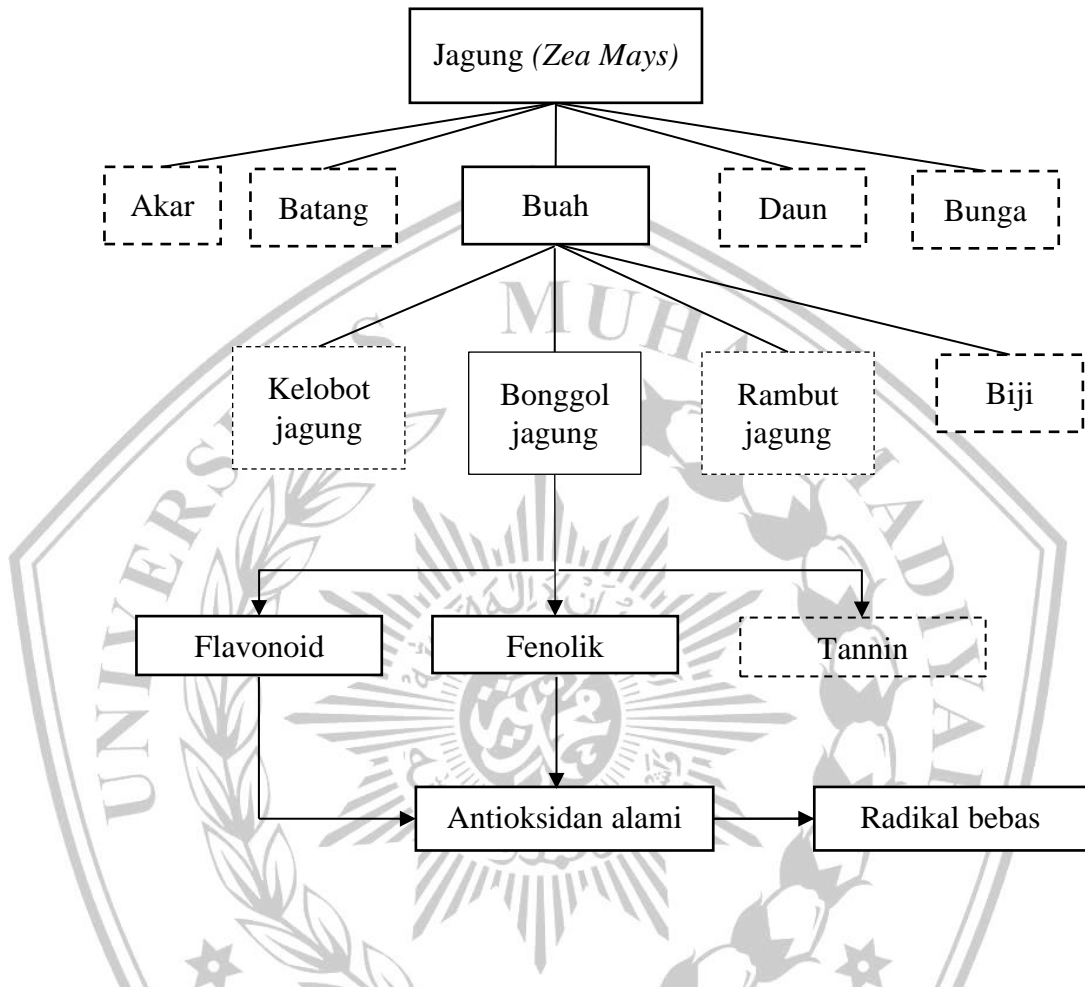 Jagung (Zea Mays)
Akar
Batang
Buah
Daun
Bunga
Kelobot
jagung
Bonggol
jagung
Rambut
jagung
Biji
Flavonoid
Fenolik
Tannin
Antioksidan alami
Radikal bebas